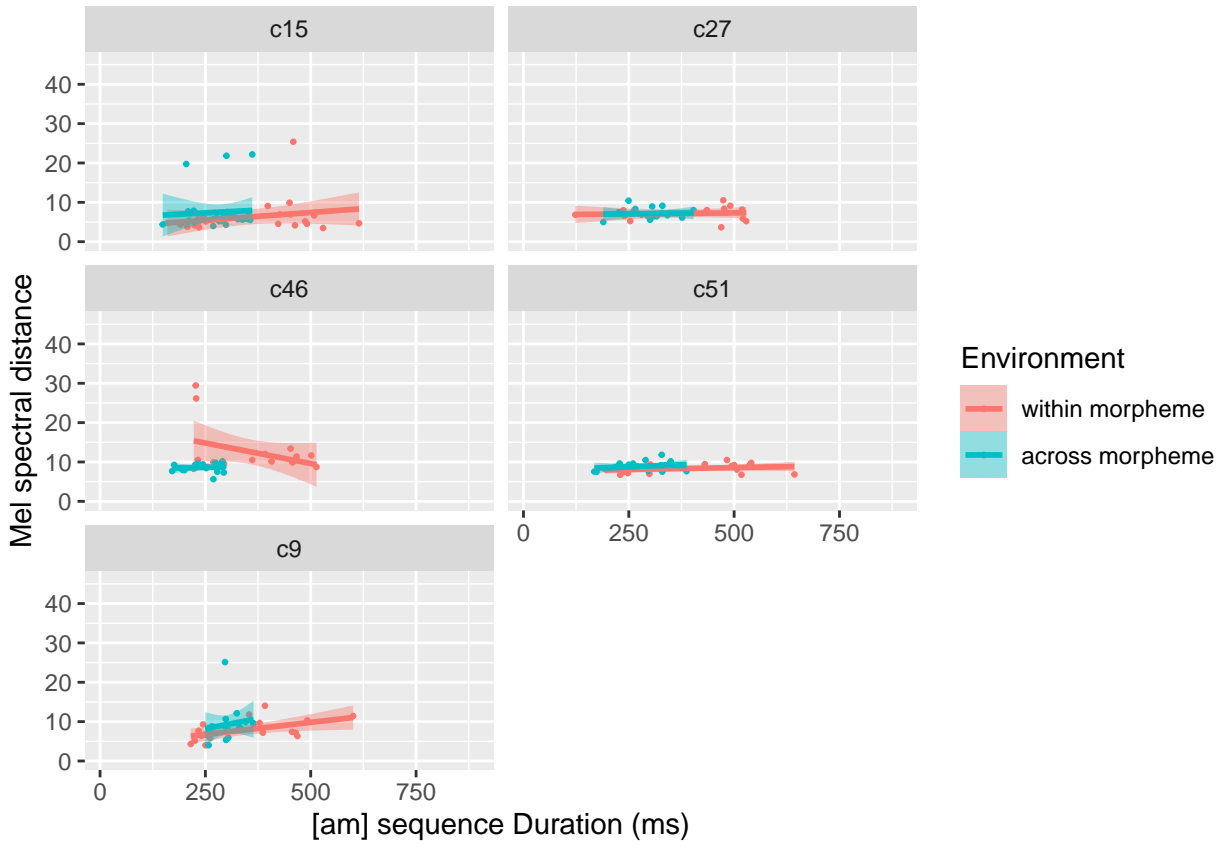 c15
c27
40
30
20
10
0
c46
c51
40
30
20
10
0
0
250
500
750
c9
40
30
20
10
0
0
250
500
750
[am] sequence Duration (ms)
Mel spectral distance
Environment
within morpheme
across morpheme